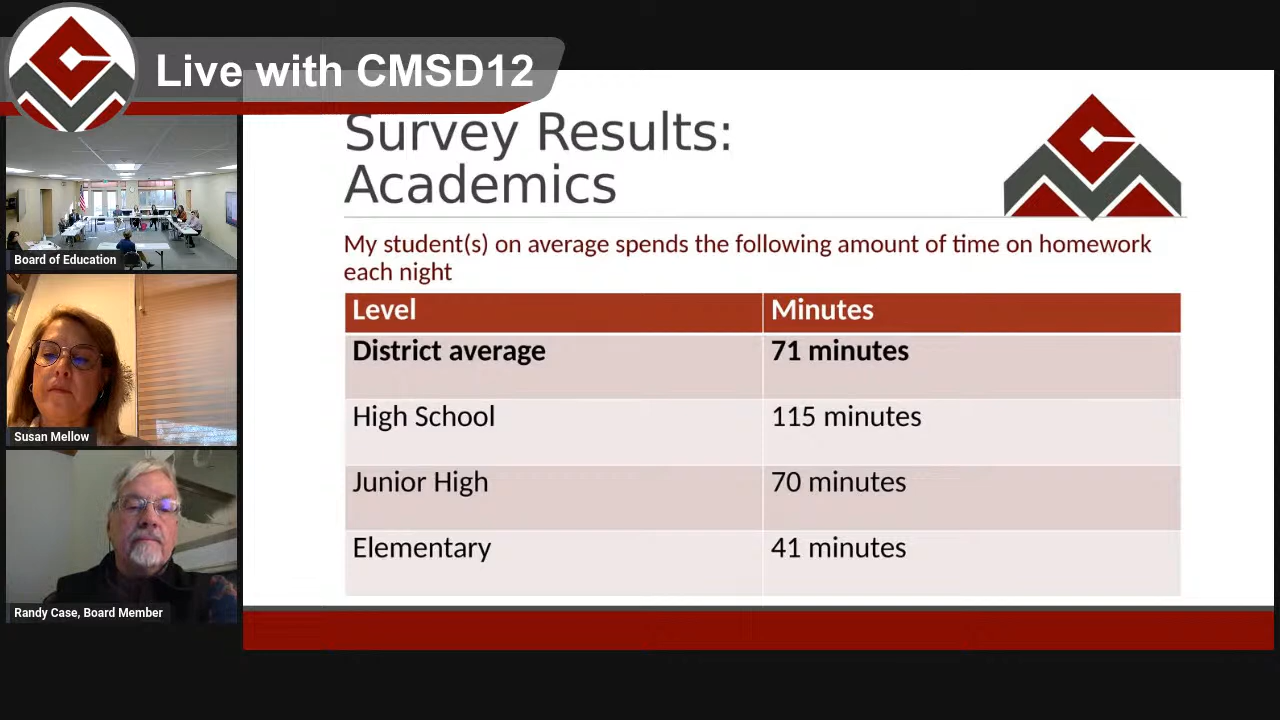 Live with CMSD12
Survey Results:
Academics
My student(s) on average spends the following amount of time on homework
each night
Level Minutes
District average 71 minutes
High School 115 minutes
Junior High 70 minutes
Elementary 41 minutes
Board of Education
Susan Mellow
Randy Case, Board Member